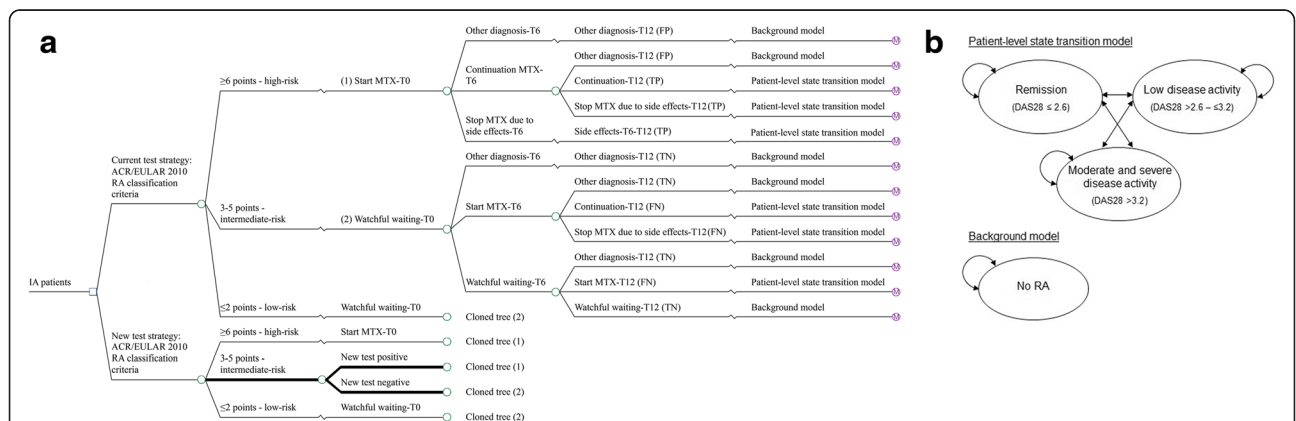 a
Other diagnosis-T6
Other diagnosis-T12 (FP)
Background model
M
Other diagnosis-T12 (FP)
Background model
M
Continuation MTX-
T6
≥6 points - high-risk
(1) Start MTX-T0
Continuation-T12 (TP)
Patient-level state transition model
M
Stop MTX due to side effects-T12(TP)
Patient-level state transition model
M
Stop MTX due to
side effects-T6
Side effects-T6-T12 (TP)
Patient-level state transition model
M
Current test strategy:
ACR/EULAR 2010
RA classification
criteria
Other diagnosis-T6
Other diagnosis-T12 (TN)
Background model
M
Other diagnosis-T12 (TN)
Background model
M
3-5 points -
intermediate-risk
(2) Watchful waiting-T0
Start MTX-T6
Continuation-T12 (FN)
Patient-level state transition model
M
Stop MTX due to side effects-T12(FN)
Patient-level state transition model
M
Other diagnosis-T12 (TN)
Background model
M
IA patients
Watchful waiting-T6
Start MTX-T12 (FN)
Patient-level state transition model
M
Watchful waiting-T12 (TN)
Background model
M
≤2 points - low-risk
Watchful waiting-T0
Cloned tree (2)
New test strategy:
ACR/EULAR 2010
RA classification
criteria
≥6 points - high-risk
Start MTX-T0
Cloned tree (1)
3-5 points -
intermediate-risk
New test positive
Cloned tree (1)
New test negative
Cloned tree (2)
≤2 points - low-risk
Watchful waiting-T0
Cloned tree (2)
b
Patient-level state transition model
Remission
(DAS28 ≤ 2.6)
Low disease activity
(DAS28 >2.6 – ≤3.2)
Moderate and severe
disease activity
(DAS28 >3.2)
Background model
No RA